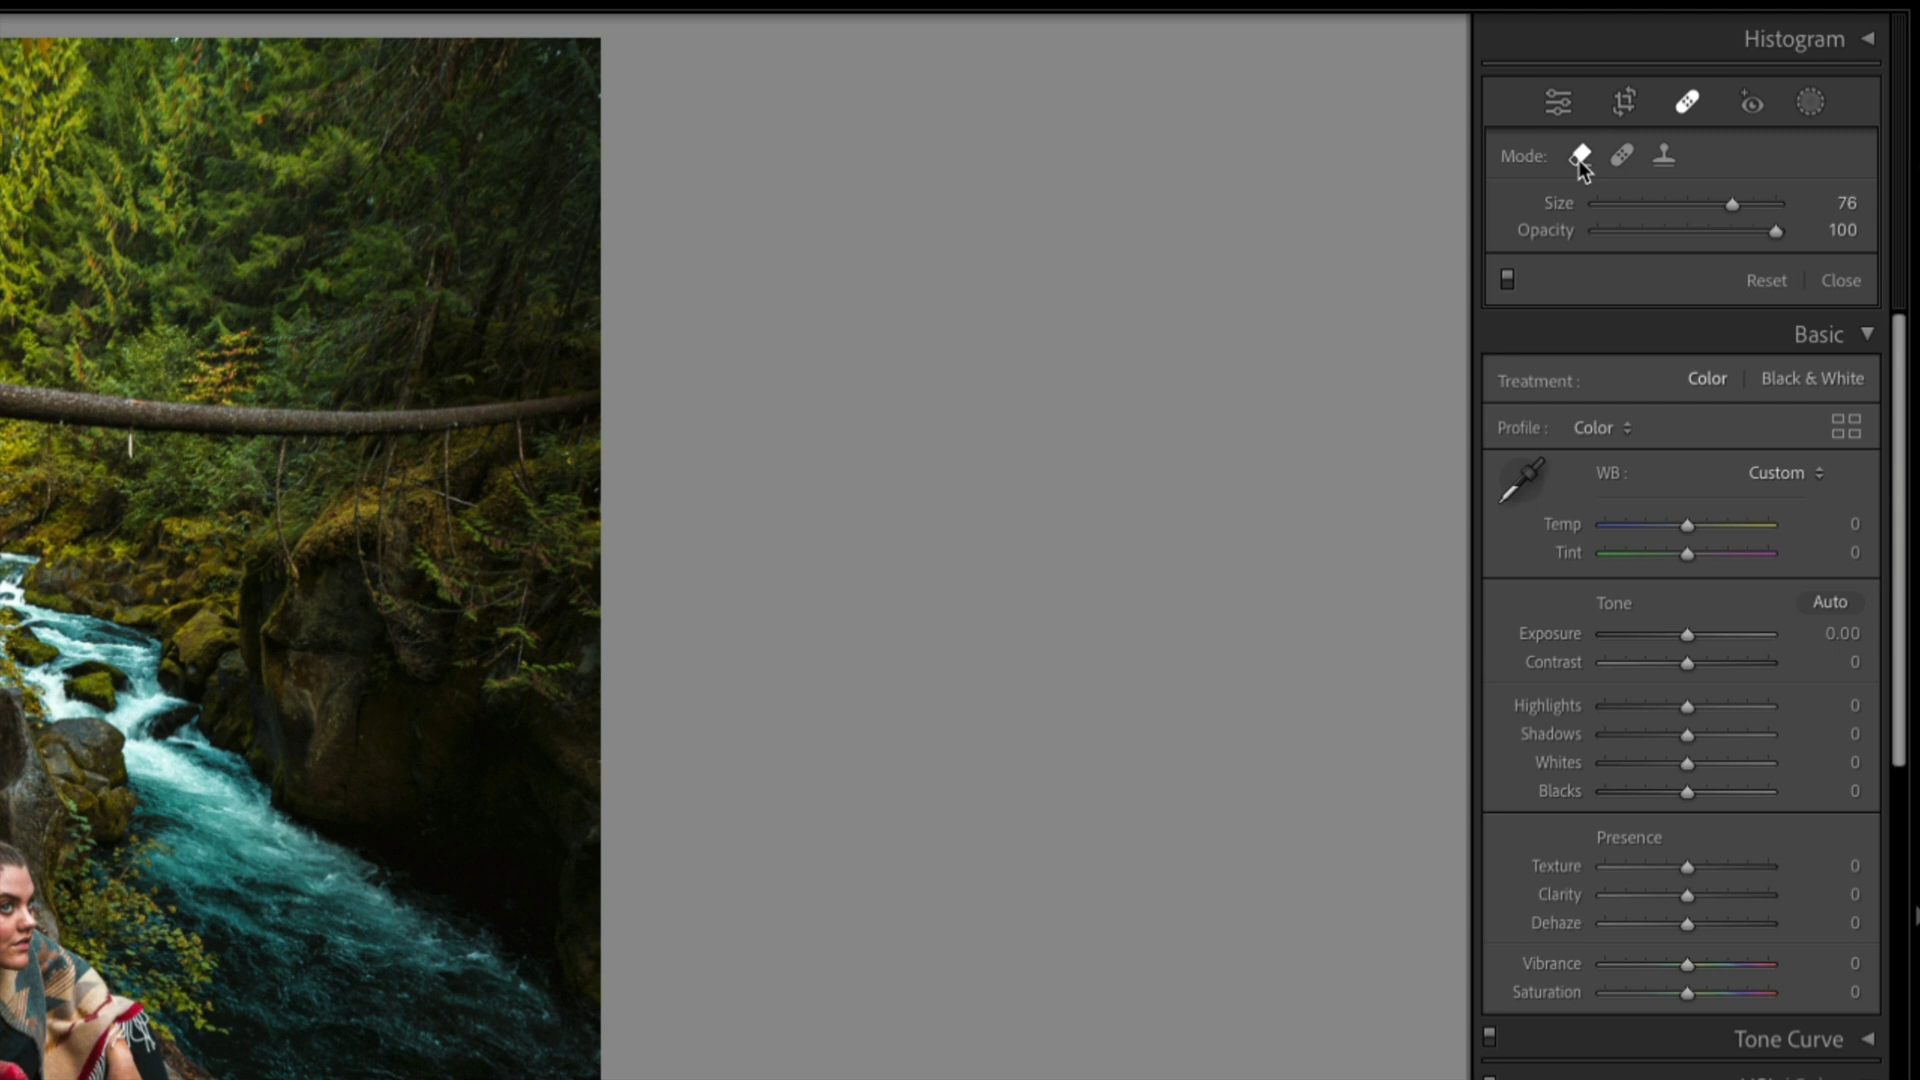 Histogram
Mode:
Size 76
Opacity 100
Reset Close
Basic
Treatment : Color Black & White
Profile : Color
WB : Custom
Temp 0
Tint 0
Tone Auto
Exposure 0.00
Contrast 0
Highlights 0
Shadows 0
Whites 0
Blacks 0
Presence
Texture 0
Clarity 0
Dehaze 0
Vibrance 0
Saturation 0
Tone Curve